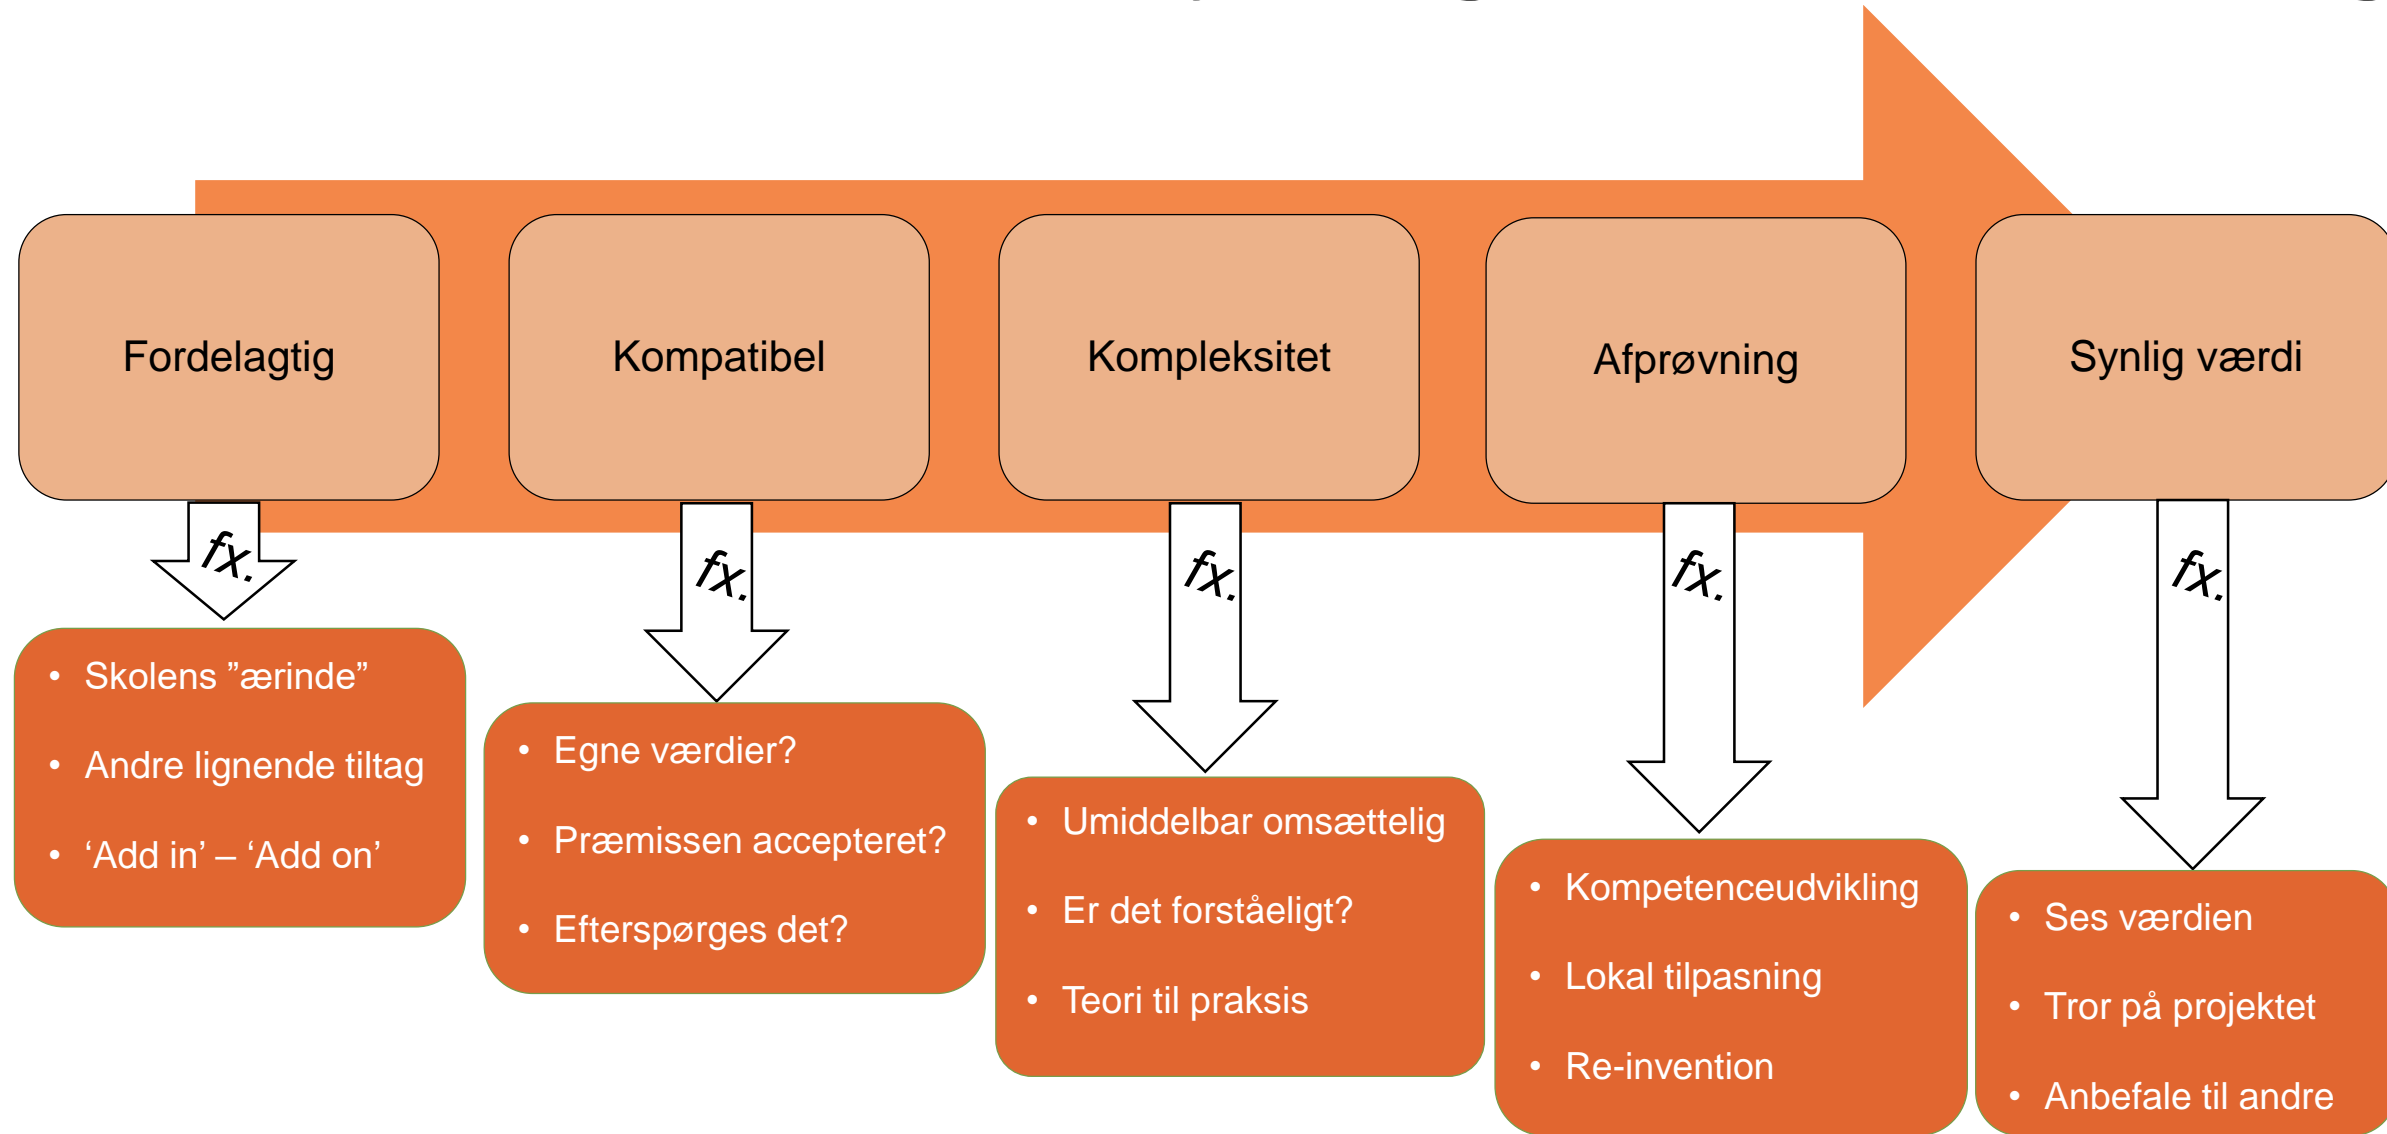 Fordelagtig
Kompatibel
Kompleksitet
Afprøvning
Synlig værdi
fx.
fx.
fx.
fx.
fx.
• Skolens ”ærinde”
• Andre lignende tiltag
• ‘Add in’ – ‘Add on’
• Egne værdier?
• Præmissen accepteret?
• Efterspørges det?
• Umiddelbar omsættelig
• Er det forståeligt?
• Teori til praksis
• Kompetenceudvikling
• Lokal tilpasning
• Re-invention
• Ses værdien
• Tror på projektet
• Anbefale til andre